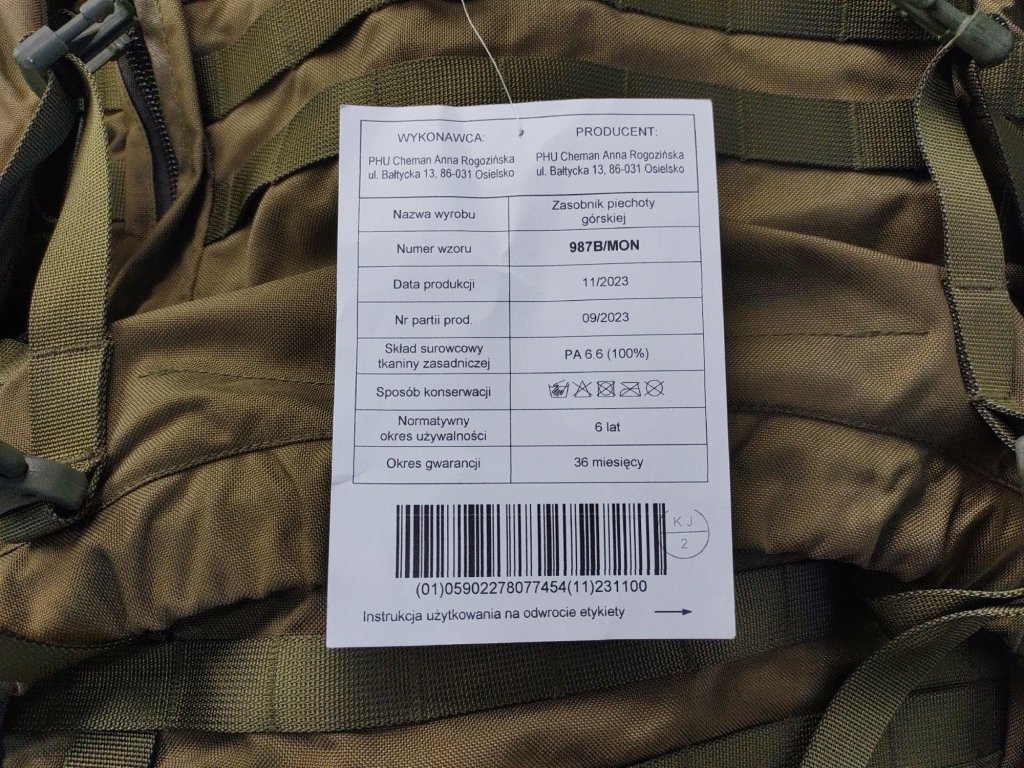 WYKONAWCA:
PHU Cheman Anna Rogozińska
ul. Bałtycka 13, 86-031 Osielsko
PRODUCENT:
PHU Cheman Anna Rogozińska
ul. Bałtycka 13, 86-031 Osielsko
Nazwa wyrobu
Zasobnik piechoty
górskiej
Numer wzoru
987B/MON
Data produkcji
11/2023
Nr partii prod.
09/2023
Skład surowcowy
tkaniny zasadniczej
PA 6.6 (100%)
Sposób konserwacji
Normatywny
okres używalności
6 lat
Okres gwarancji
36 miesięcy
KJ
2
(01)05902278077454(11)231100
Instrukcja użytkowania na odwrocie etykiety